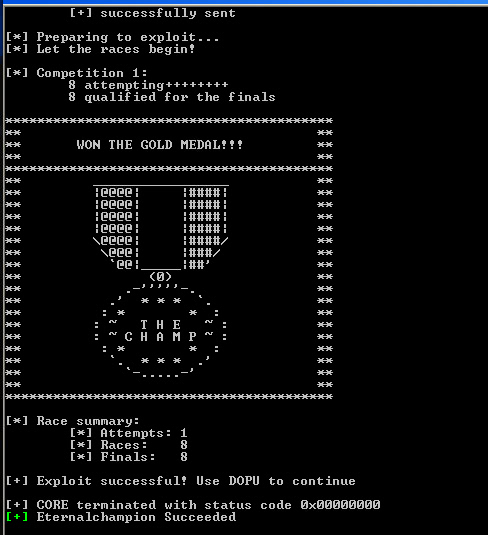 [+] successfully sent
[*] Preparing to exploit...
[*] Let the races begin!
[*] Competition 1:
8 attempting++++++++
8 qualified for the finals
*****************************************
** **
** WON THE GOLD MEDAL!!! **
** **
*****************************************
** _________________ **
** ¦@@@@¦ ¦####¦ **
** ¦@@@@¦ ¦####¦ **
** ¦@@@@¦ ¦####¦ **
** ¦@@@@¦ ¦####¦ **
** \@@@@¦ ¦####/ **
** \@@@¦ ¦###/ **
** `@@¦_____¦##' **
** (0) **
** .-'''''-. **
** .' * * * `. **
** : * * : **
** : ~ T H E ~ : **
** : ~ C H A M P ~ : **
** : * * : **
** `. * * * .' **
** `-.....-' **
** **
*****************************************
[*] Race summary:
[*] Attempts: 1
[*] Races: 8
[*] Finals: 8
[+] Exploit successful! Use DOPU to continue
[+] CORE terminated with status code 0x00000000
[+] Eternalchampion Succeeded